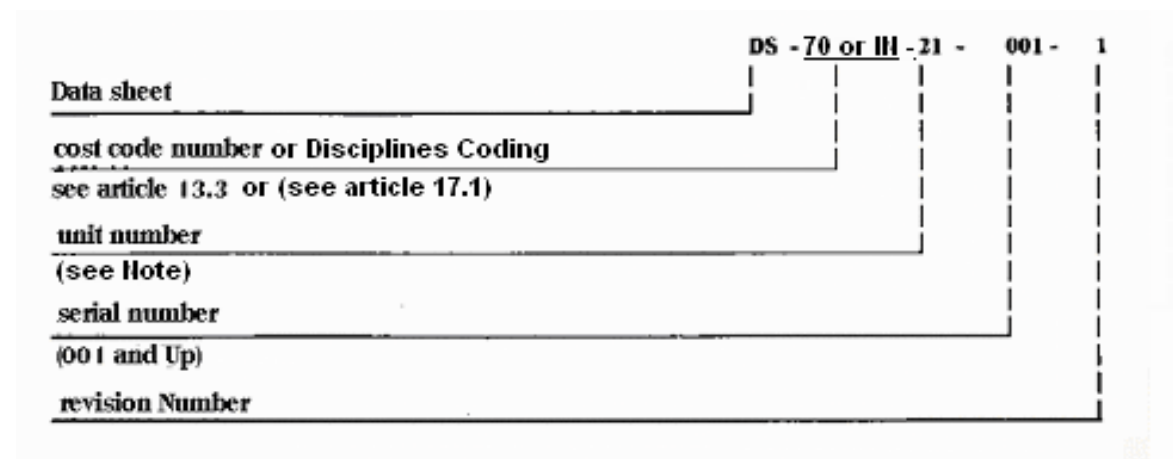 DS - 70 or IN - 21 - 001 - 1
Data sheet
cost code number or Disciplines Coding
see article 13.3 or (see article 17.1)
unit number
(see Note)
serial number
(001 and Up)
revision Number